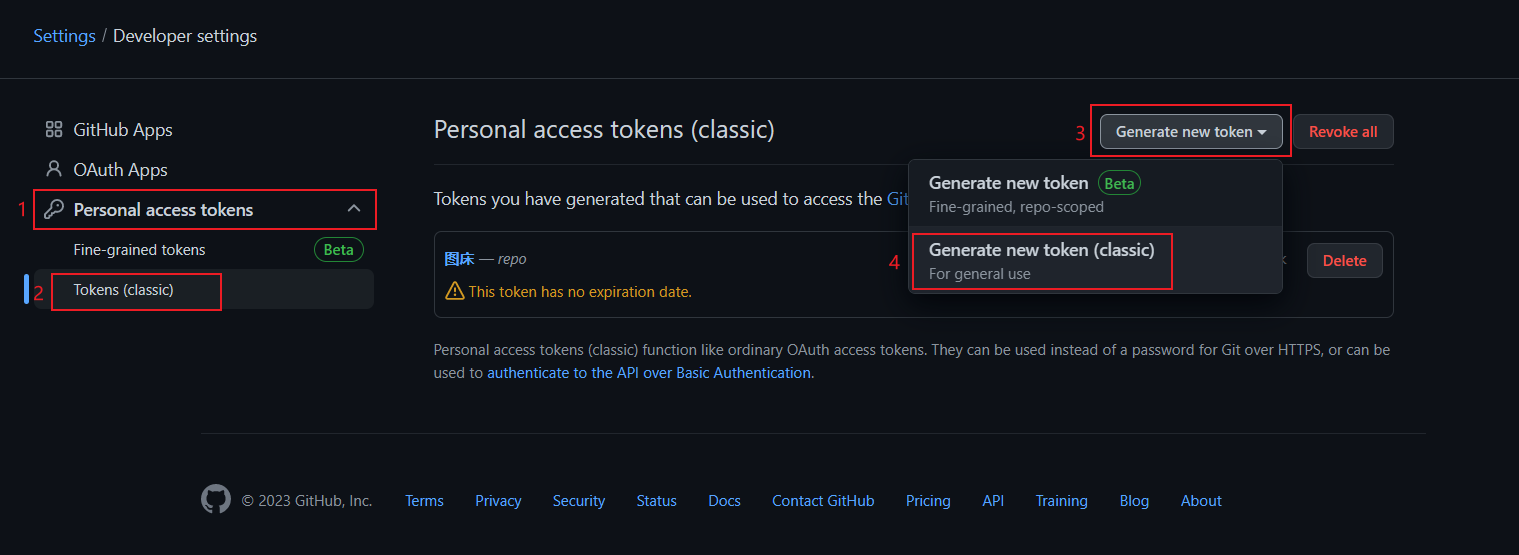 Settings / Developer settings
GitHub Apps
OAuth Apps
1 Personal access tokens
Fine-grained tokens Beta
2 Tokens (classic)
Personal access tokens (classic)
3 Generate new token
Revoke all
Tokens you have generated that can be used to access the Git
Generate new token Beta
Fine-grained, repo-scoped
4 Generate new token (classic)
For general use
图床 — repo
Delete
This token has no expiration date.
Personal access tokens (classic) function like ordinary OAuth access tokens. They can be used instead of a password for Git over HTTPS, or can be
used to authenticate to the API over Basic Authentication.
© 2023 GitHub, Inc. Terms Privacy Security Status Docs Contact GitHub Pricing API Training Blog About